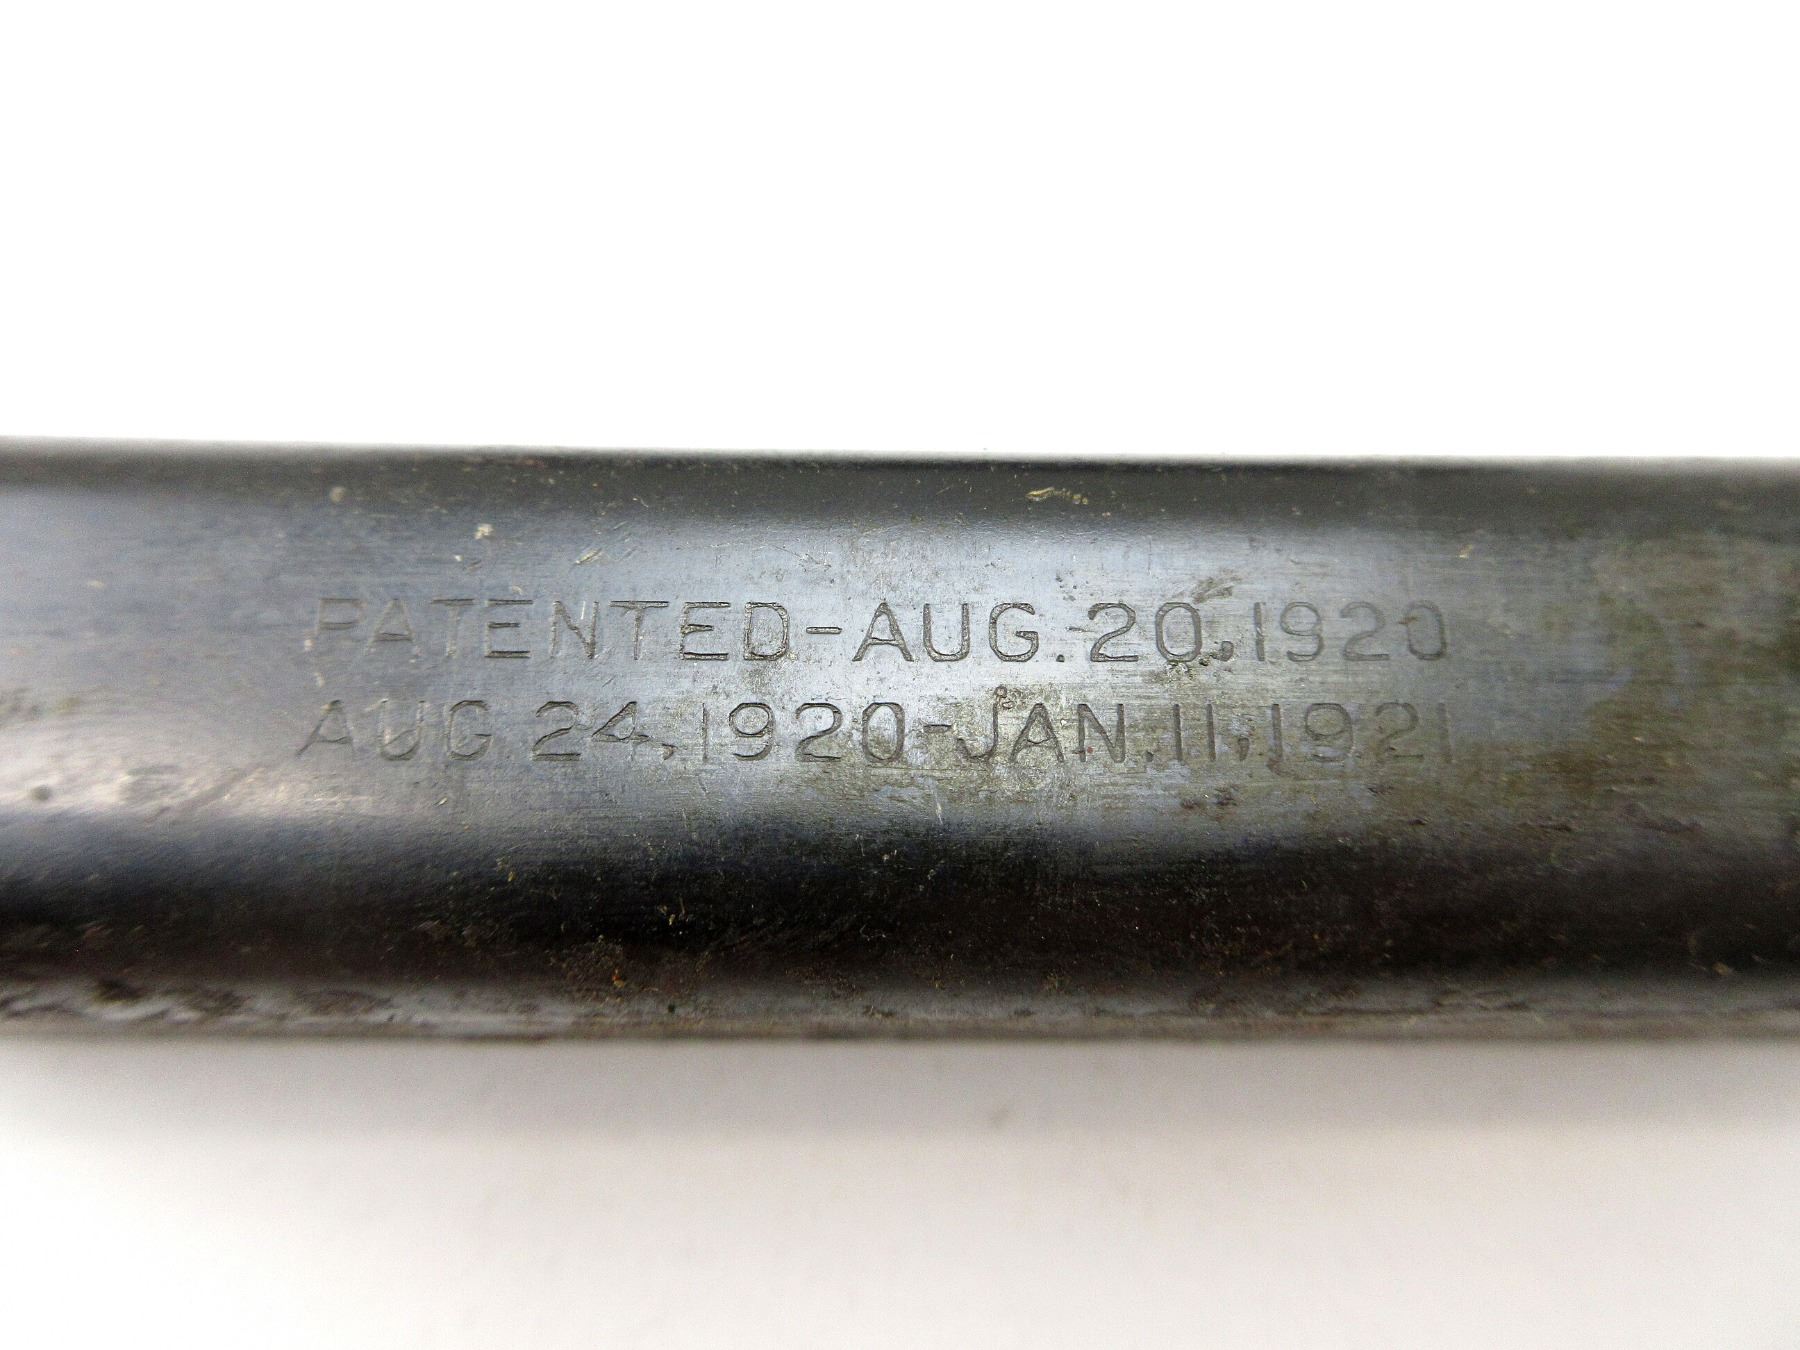 PATENTED-AUG. 20, 1920
AUG. 24, 1920-JAN. 11, 1921